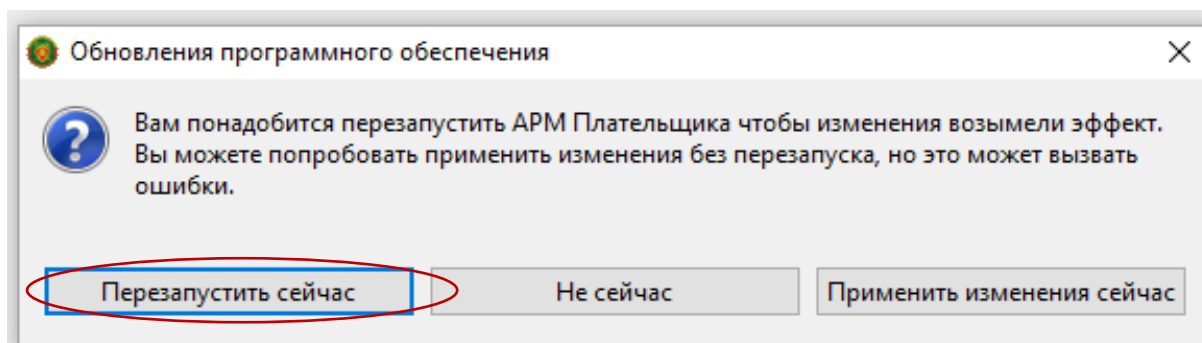 Обновления программного обеспечения
Вам понадобится перезапустить АРМ Плательщика чтобы изменения возымели эффект.
Вы можете попробовать применить изменения без перезапуска, но это может вызвать
ошибки.
Перезапустить сейчас
Не сейчас
Применить изменения сейчас